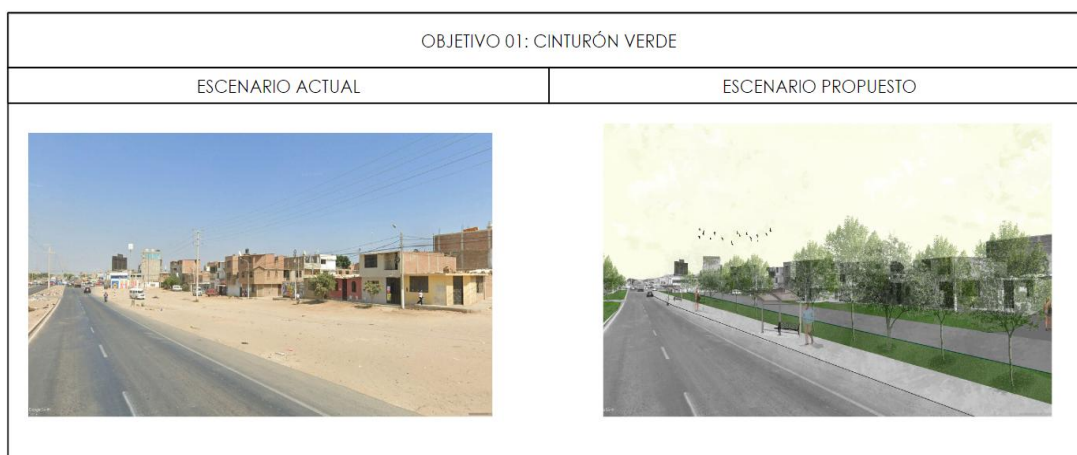 OBJETIVO 01: CINTURÓN VERDE
ESCENARIO ACTUAL
ESCENARIO PROPUESTO